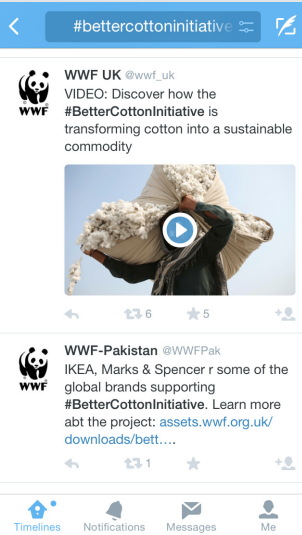 #bettercottoninitiative
WWF
WWF UK @wwf_uk
VIDEO: Discover how the
#BetterCottonInitiative is
transforming cotton into a sustainable
commodity
6
5
WWF
WWF-Pakistan @WWFPak
IKEA, Marks & Spencer r some of the
global brands supporting
#BetterCottonInitiative. Learn more
abt the project: assets.wwf.org.uk/
downloads/bett….
1
Timelines
Notifications
Messages
Me